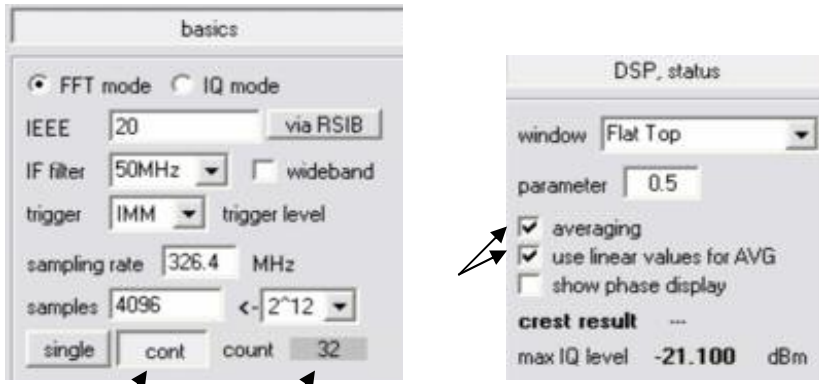 basics
FFT mode IQ mode
IEEE 20 via RSIB
IF filter 50MHz wideband
trigger IMM trigger level
sampling rate 326.4 MHz
samples 4096 <- 2^12
single cont count 32
DSP, status
window Flat Top
parameter 0.5
averaging
use linear values for AVG
show phase display
crest result ---
max IQ level -21.100 dBm